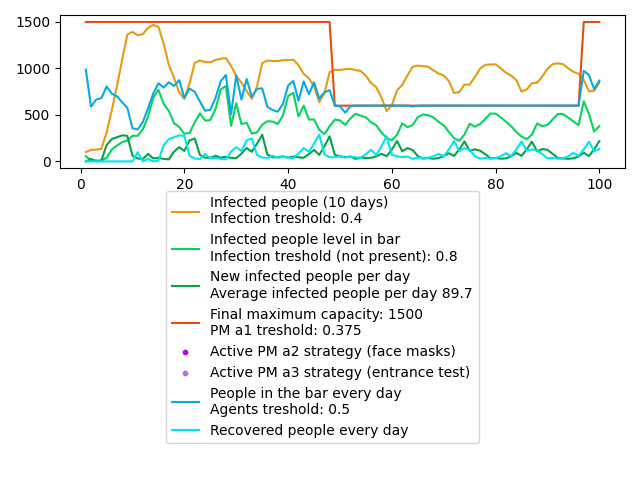 1500
1000
500
0
0
20
40
60
80
100
Infected people (10 days)
Infection treshold: 0.4
Infected people level in bar
Infection treshold (not present): 0.8
New infected people per day
Average infected people per day 89.7
Final maximum capacity: 1500
PM a1 treshold: 0.375
Active PM a2 strategy (face masks)
Active PM a3 strategy (entrance test)
People in the bar every day
Agents treshold: 0.5
Recovered people every day